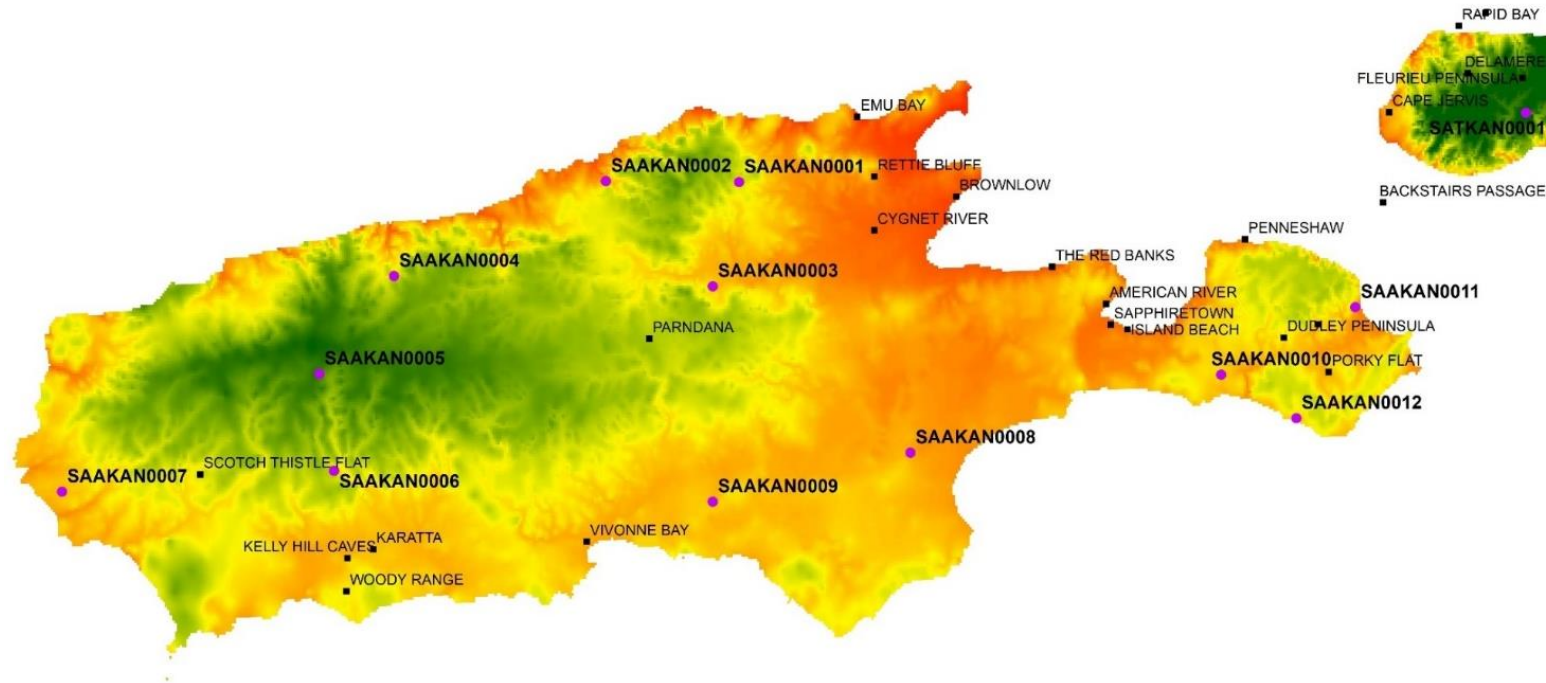 RAPID BAY
DELAMERE
FLEURIEU PENINSULA
CAPE JERVIS
SATKAN0001
EMU BAY
SAAKAN0002
SAAKAN0001
RETTIE BLUFF
BROWNLOW
BACKSTAIRS PASSAGE
CYGNET RIVER
PENNESHAW
THE RED BANKS
SAAKAN0004
SAAKAN0003
AMERICAN RIVER
SAAKAN0011
SAPPHIRETOWN
ISLAND BEACH
DUDLEY PENINSULA
PARNDANA
SAAKAN0005
SAAKAN0010
PORKY FLAT
SAAKAN0012
SAAKAN0008
SCOTCH THISTLE FLAT
SAAKAN0007
SAAKAN0006
SAAKAN0009
VIVONNE BAY
KARATTA
KELLY HILL CAVES
WOODY RANGE